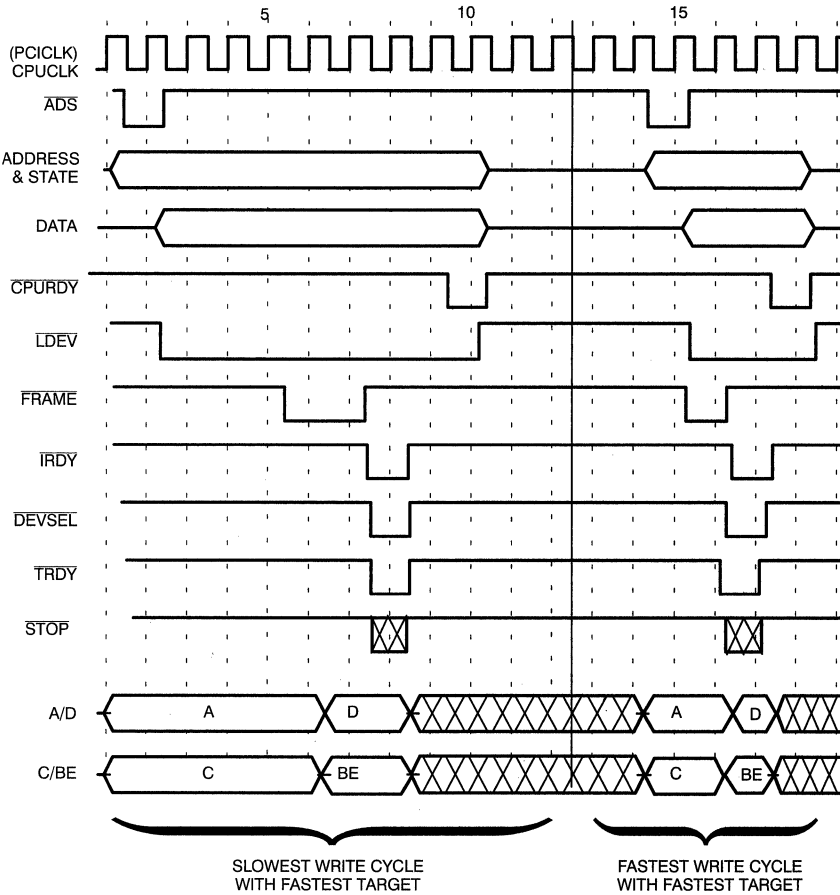 5 10 15
(PCICLK)
CPUCLK
ADS
ADDRESS
& STATE
DATA
CPURDY
LDEV
FRAME
IRDY
DEVSEL
TRDY
STOP
A/D A D A D
C/BE C BE C BE
SLOWEST WRITE CYCLE
WITH FASTEST TARGET
FASTEST WRITE CYCLE
WITH FASTEST TARGET